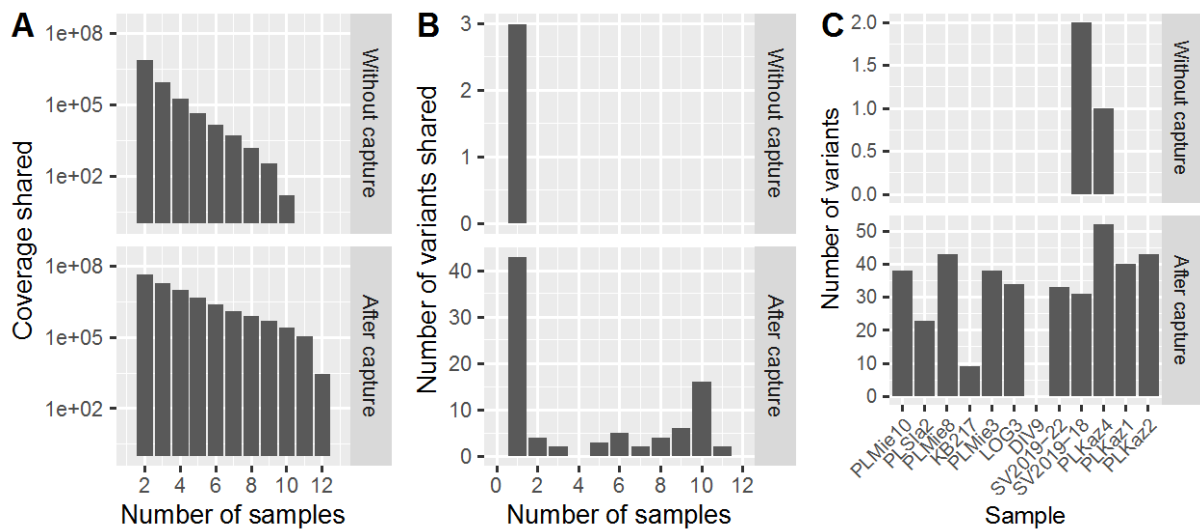 A
Coverage shared
1e+08
1e+05
1e+02
Without capture
1e+08
1e+05
1e+02
After capture
2 4 6 8 10 12
Number of samples
B
Number of variants shared
3
2
1
0
Without capture
40
30
20
10
0
After capture
0 2 4 6 8 10 12
Number of samples
C
Number of variants
2.0
1.5
1.0
0.5
0.0
Without capture
50
40
30
20
10
0
After capture
PLMie10
PLSla2
PLMie8
KB217
PLMie3
LOG3
DIV9
SV2019-22
SV2019-18
PLKaz4
PLKaz1
PLKaz2
Sample